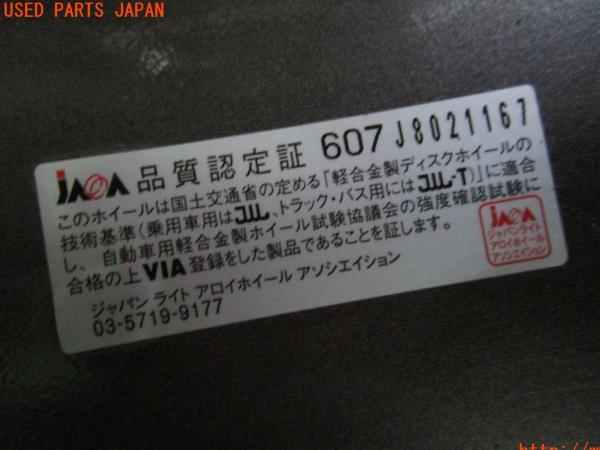 USED PARTS JAPAN
JAWA 品質認定証 607 J8021167
このホイールは国土交通省の定める「軽合金製ディスクホイールの
技術基準(乗用車用はJWL、トラック・バス用にはJWL-T)」に適合
し、自動車用軽合金製ホイール試験協議会の強度確認試験に
合格の上VIA登録をした製品であることを証します。
ジャパン ライト アロイホイール アソシエイション
03-5719-9177
JAWA
ジャパンライト
アロイホイール
アソシエイション